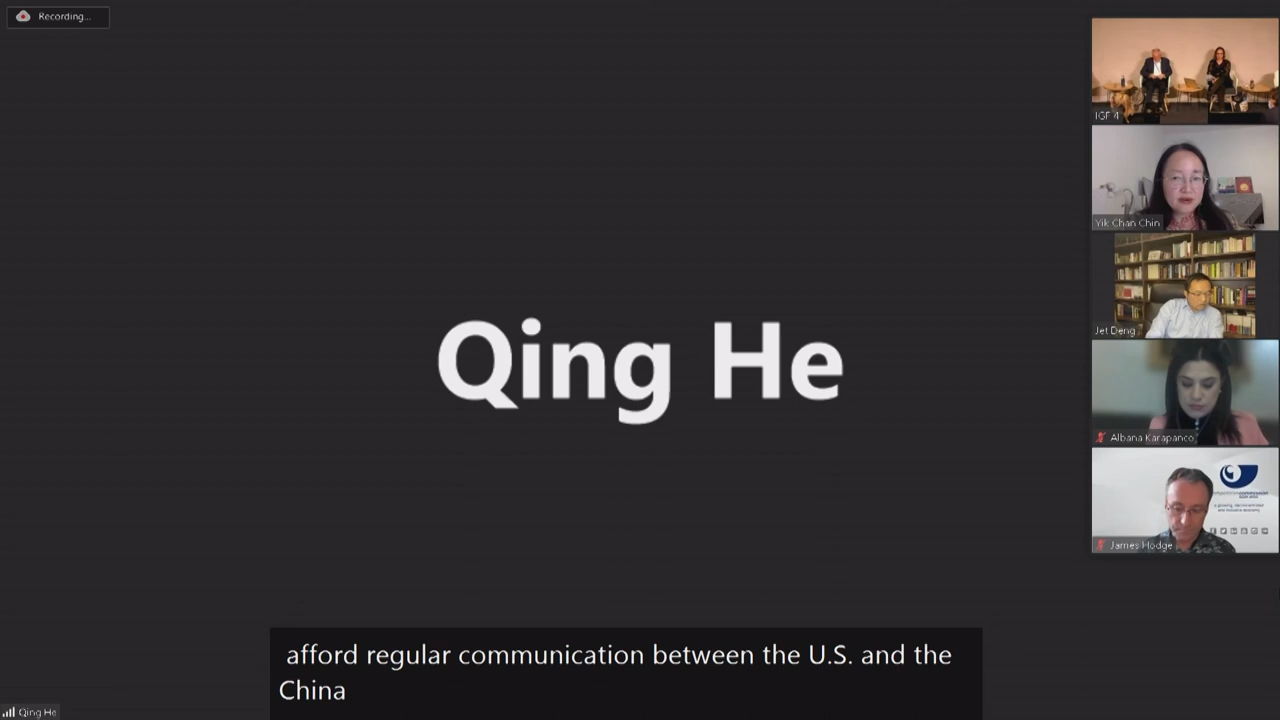 Recording...
IGF 4
Yik Chan Chin
Jet Deng
Albana Karapanco
James Hodge
Qing He
afford regular communication between the U.S. and the
China
Qing He